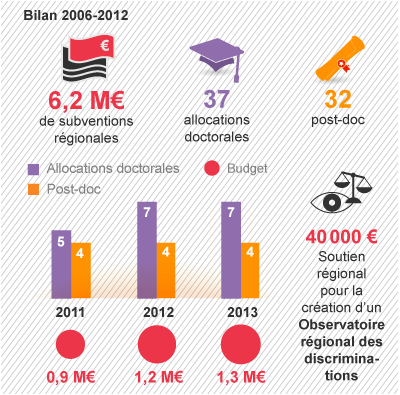 Bilan 2006-2012
€
6,2 M€
de subventions
régionales
37
allocations
doctorales
32
post-doc
Allocations doctorales
Budget
Post-doc
5
4
7
4
7
4
2011
2012
2013
0,9 M€
1,2 M€
1,3 M€
40 000 €
Soutien
régional
pour la
création d'un
Observatoire
régional des
discrimina-
tions